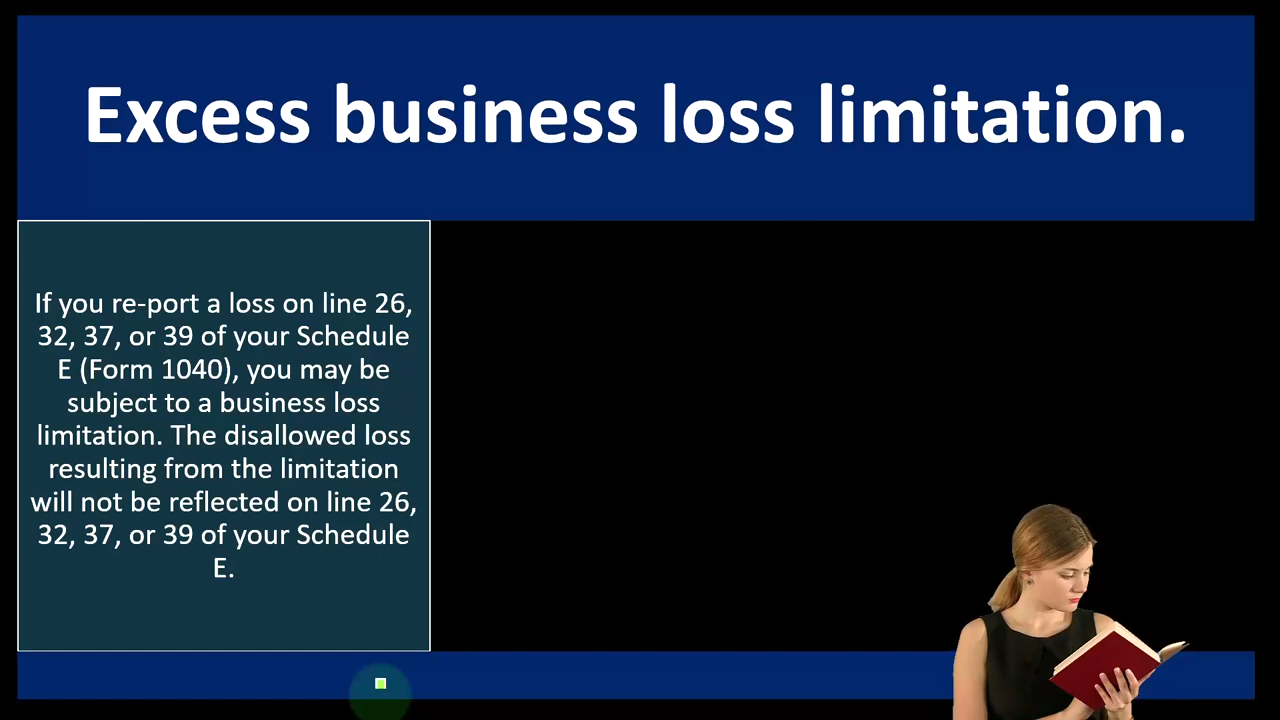 Excess business loss limitation.
If you re-port a loss on line 26,
32, 37, or 39 of your Schedule
E (Form 1040), you may be
subject to a business loss
limitation. The disallowed loss
resulting from the limitation
will not be reflected on line 26,
32, 37, or 39 of your Schedule
E.